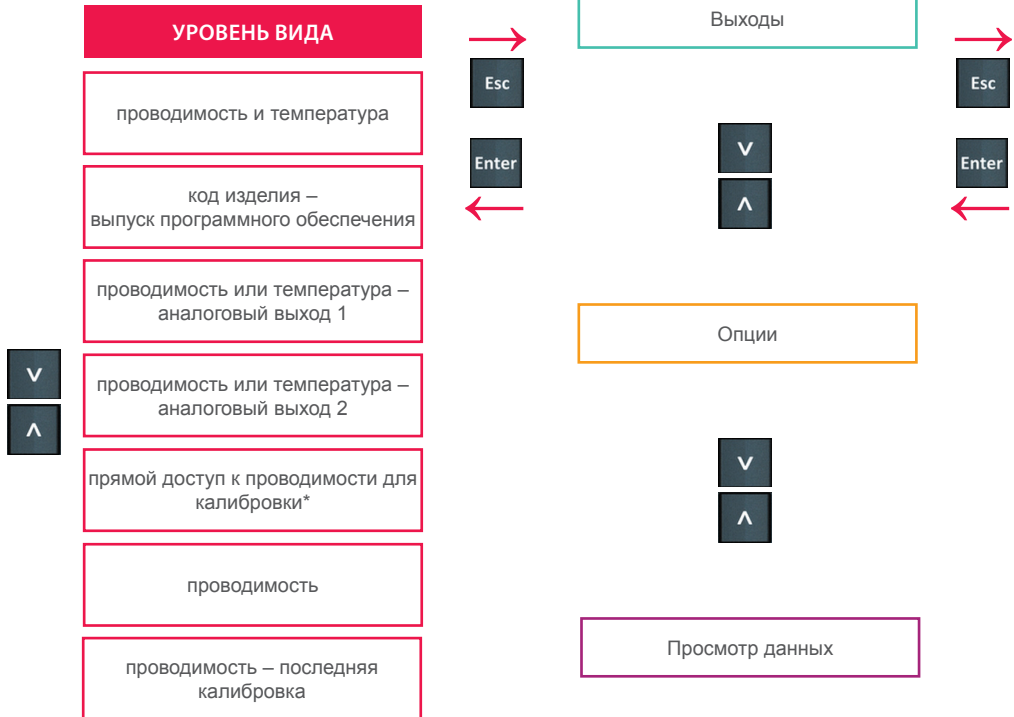 УРОВЕНЬ ВИДА
проводимость и температура
код изделия –
выпуск программного обеспечения
проводимость или температура –
аналоговый выход 1
проводимость или температура –
аналоговый выход 2
прямой доступ к проводимости для
калибровки*
проводимость
проводимость – последняя
калибровка
V
Λ
Esc
Enter
Выходы
V
Λ
Опции
V
Λ
Просмотр данных
Esc
Enter